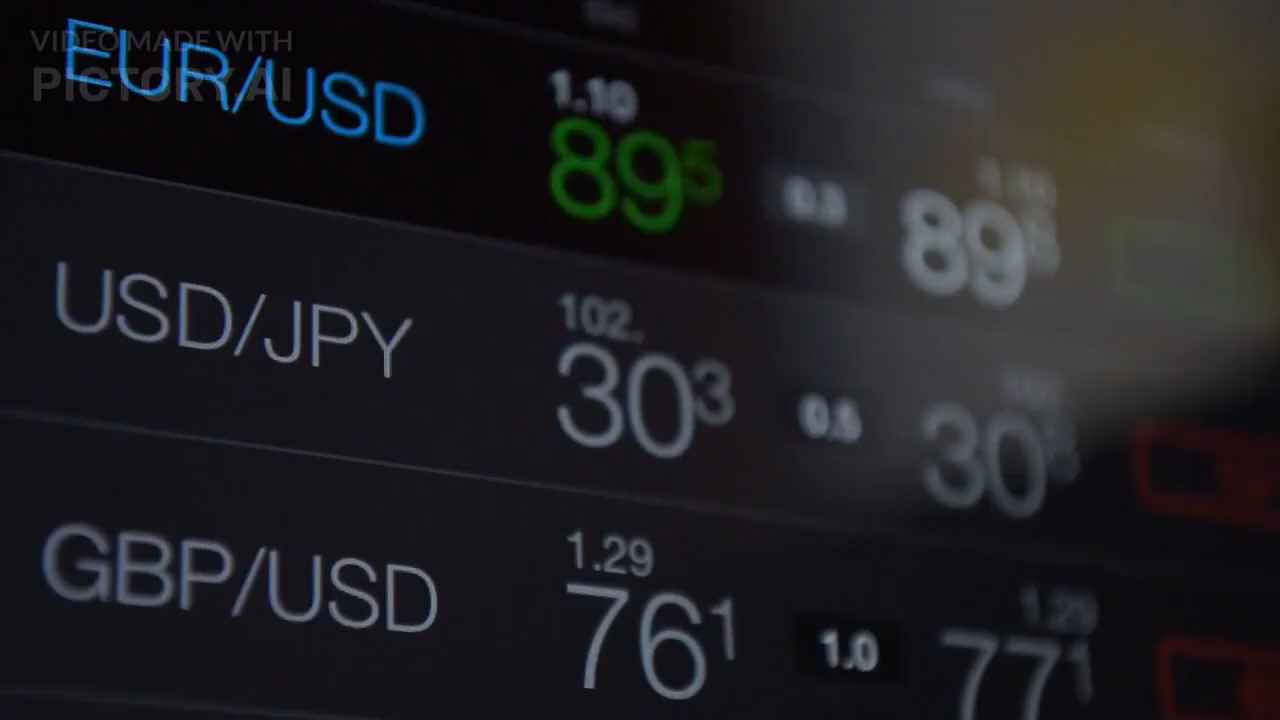 VIDEO MADE WITH
PICTORY.AI
EUR/USD
1.10
895
0.3
89
USD/JPY
102.
303
0.5
30
GBP/USD
1.29
761
1.0
1.29
771